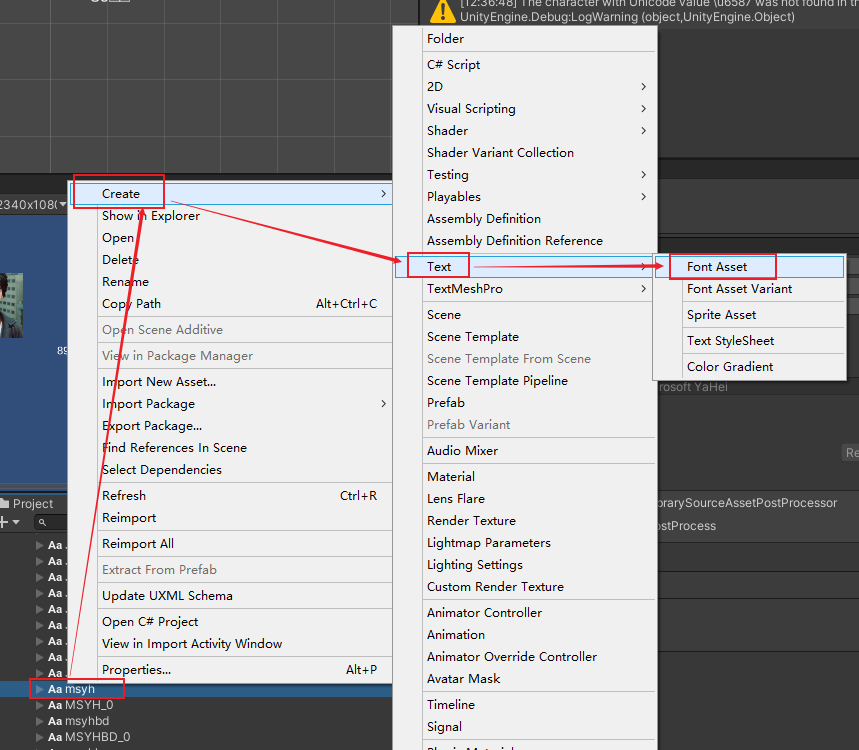 [12:36:48] The character with Unicode value \u6587 was not found in th
UnityEngine.Debug:LogWarning (object,UnityEngine.Object)
Folder
C# Script
2D
Visual Scripting
Shader
Shader Variant Collection
Testing
Playables
Assembly Definition
Assembly Definition Reference
Text
TextMeshPro
Scene
Scene Template
Scene Template From Scene
Scene Template Pipeline
Prefab
Prefab Variant
Audio Mixer
Material
Lens Flare
Render Texture
Lightmap Parameters
Lighting Settings
Custom Render Texture
Animator Controller
Animation
Animator Override Controller
Avatar Mask
Timeline
Signal
Font Asset
Font Asset Variant
Sprite Asset
Text StyleSheet
Color Gradient
rosoft YaHei
Re
brarySourceAssetPostProcessor
ostProcess
2340x108(
89
Create
Show in Explorer
Open
Delete
Rename
Copy Path Alt+Ctrl+C
Open Scene Additive
View in Package Manager
Import New Asset...
Import Package
Export Package...
Find References In Scene
Select Dependencies
Refresh Ctrl+R
Reimport
Reimport All
Extract From Prefab
Update UXML Schema
Open C# Project
View in Import Activity Window
Properties... Alt+P
Project
Aa
Aa
Aa
Aa
Aa
Aa
Aa
Aa
Aa
Aa msyh
Aa MSYH_0
Aa msyhbd
Aa MSYHBD_0